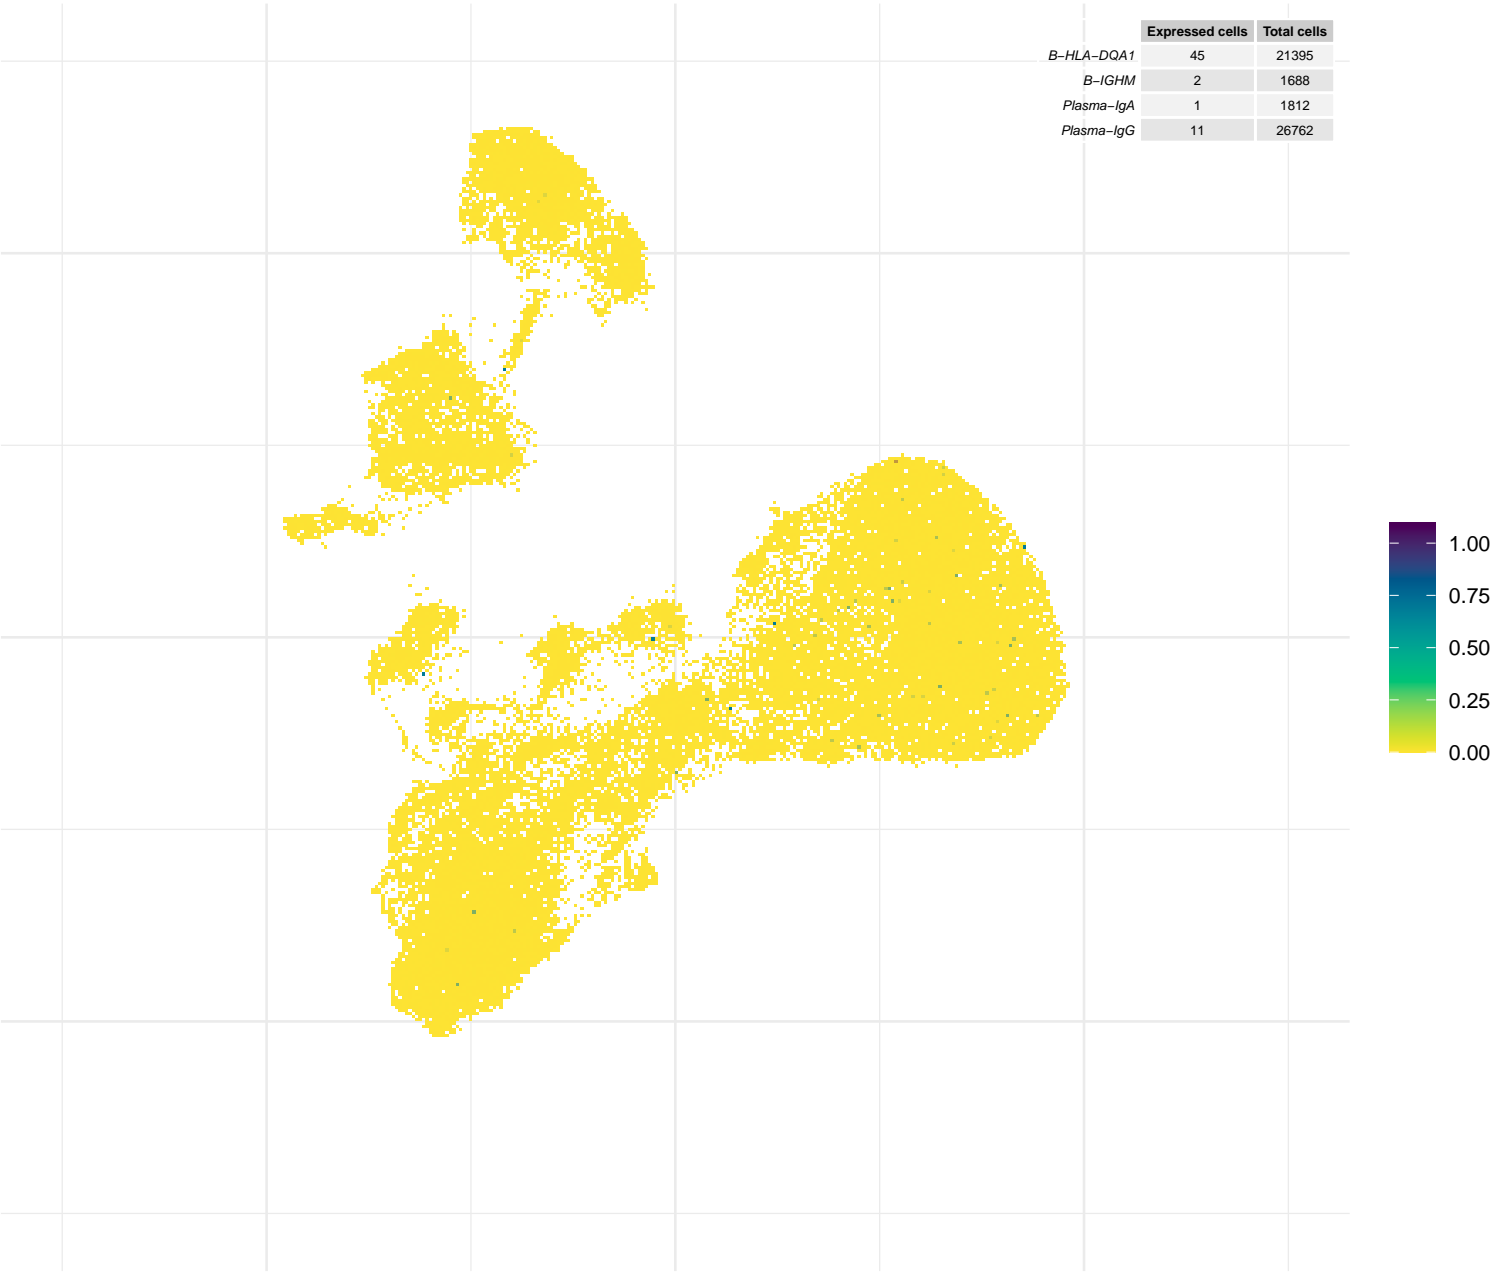 Expressed cells Total cells
B−HLA−DQA1 45 21395
B−IGHM 2 1688
Plasma−IgA 1 1812
Plasma−IgG 11 26762
1.00
0.75
0.50
0.25
0.00